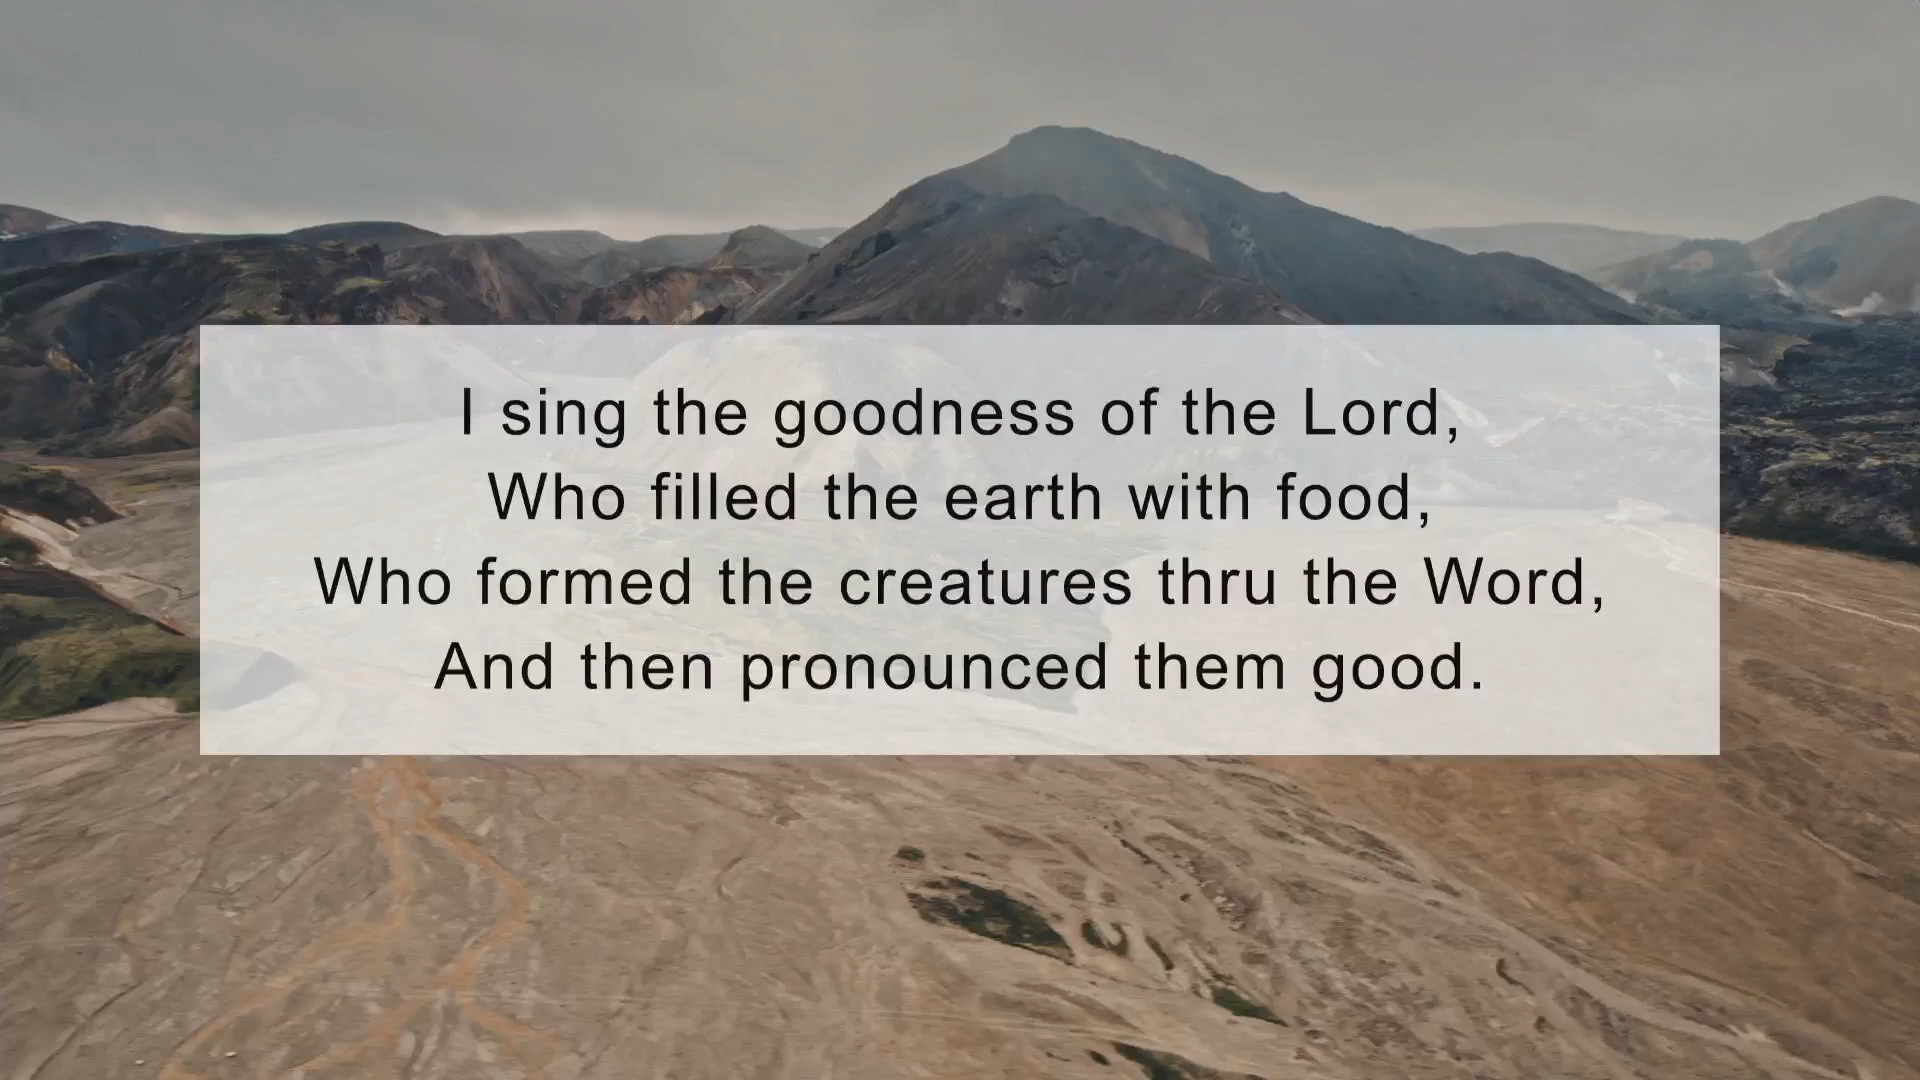 I sing the goodness of the Lord,
Who filled the earth with food,
Who formed the creatures thru the Word,
And then pronounced them good.